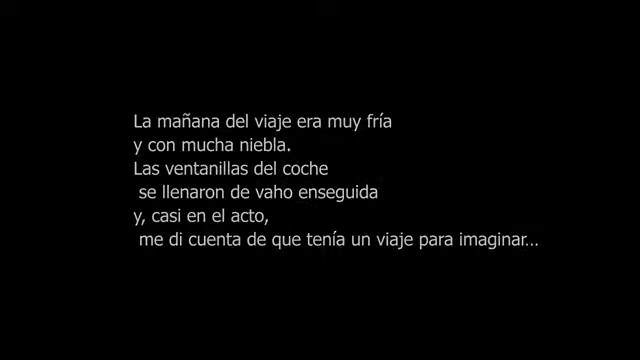 La mañana del viaje era muy fría
y con mucha niebla.
Las ventanillas del coche
se llenaron de vaho enseguida
y, casi en el acto,
me di cuenta de que tenía un viaje para imaginar...